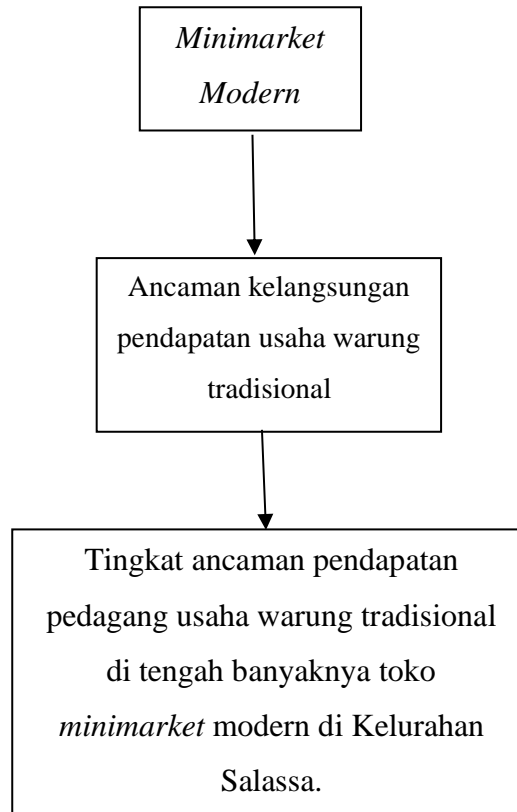 Minimarket
Modern
Ancaman kelangsungan
pendapatan usaha warung
tradisional
Tingkat ancaman pendapatan
pedagang usaha warung tradisional
di tengah banyaknya toko
minimarket modern di Kelurahan
Salassa.